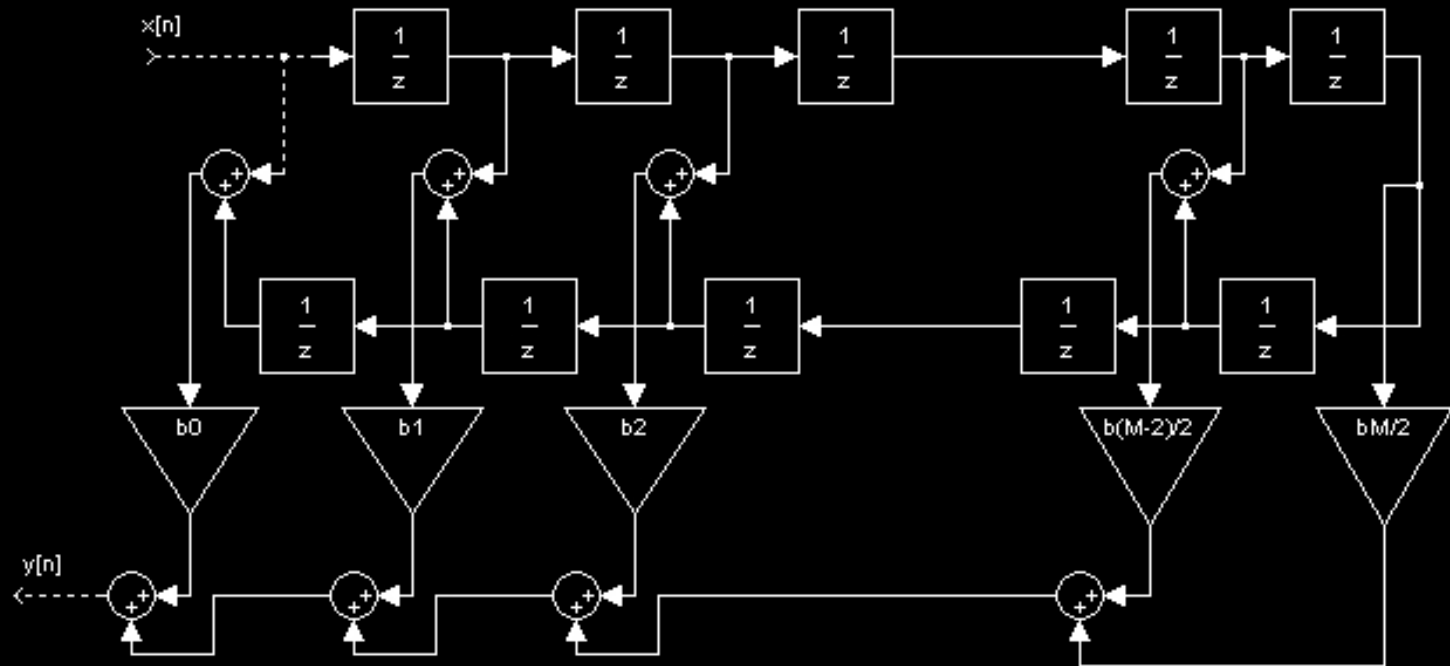 x[n]
1 1 1 1 1
z z z z z
+ + + +
+ + + +
1 1 1 1 1
z z z z z
b0 b1 b2 b(M-2)/2 bM/2
y[n]
+ + + +
+ + + +